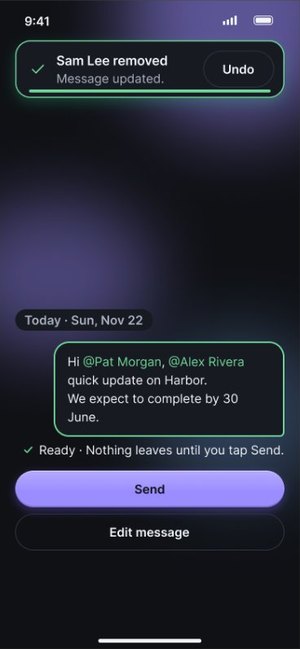 9:41
Sam Lee removed
Message updated.
Undo
Today · Sun, Nov 22
Hi @Pat Morgan, @Alex Rivera
quick update on Harbor.
We expect to complete by 30
June.
Ready · Nothing leaves until you tap Send.
Send
Edit message